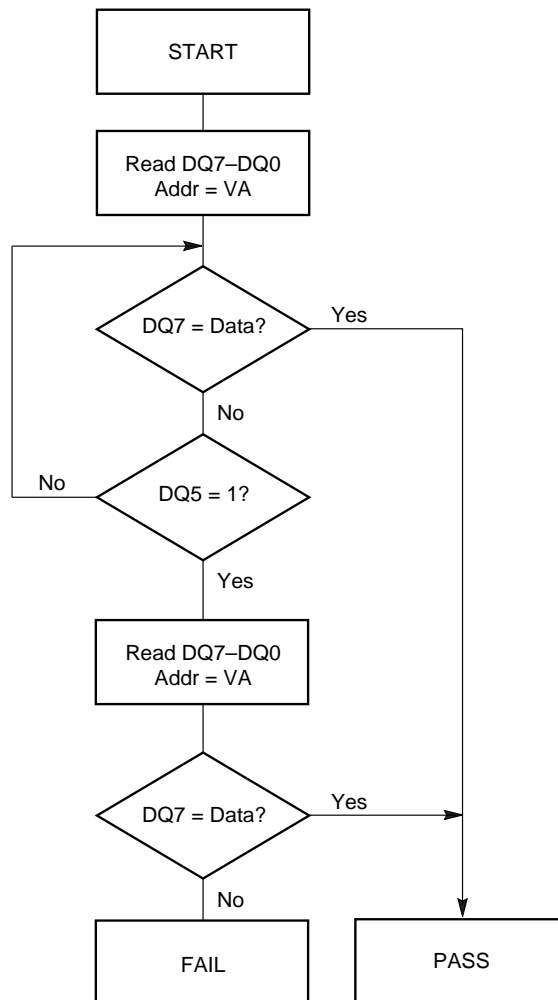 START
Read DQ7–DQ0
Addr = VA
DQ7 = Data?
Yes
No
No
DQ5 = 1?
Yes
Read DQ7–DQ0
Addr = VA
DQ7 = Data?
Yes
No
FAIL
PASS